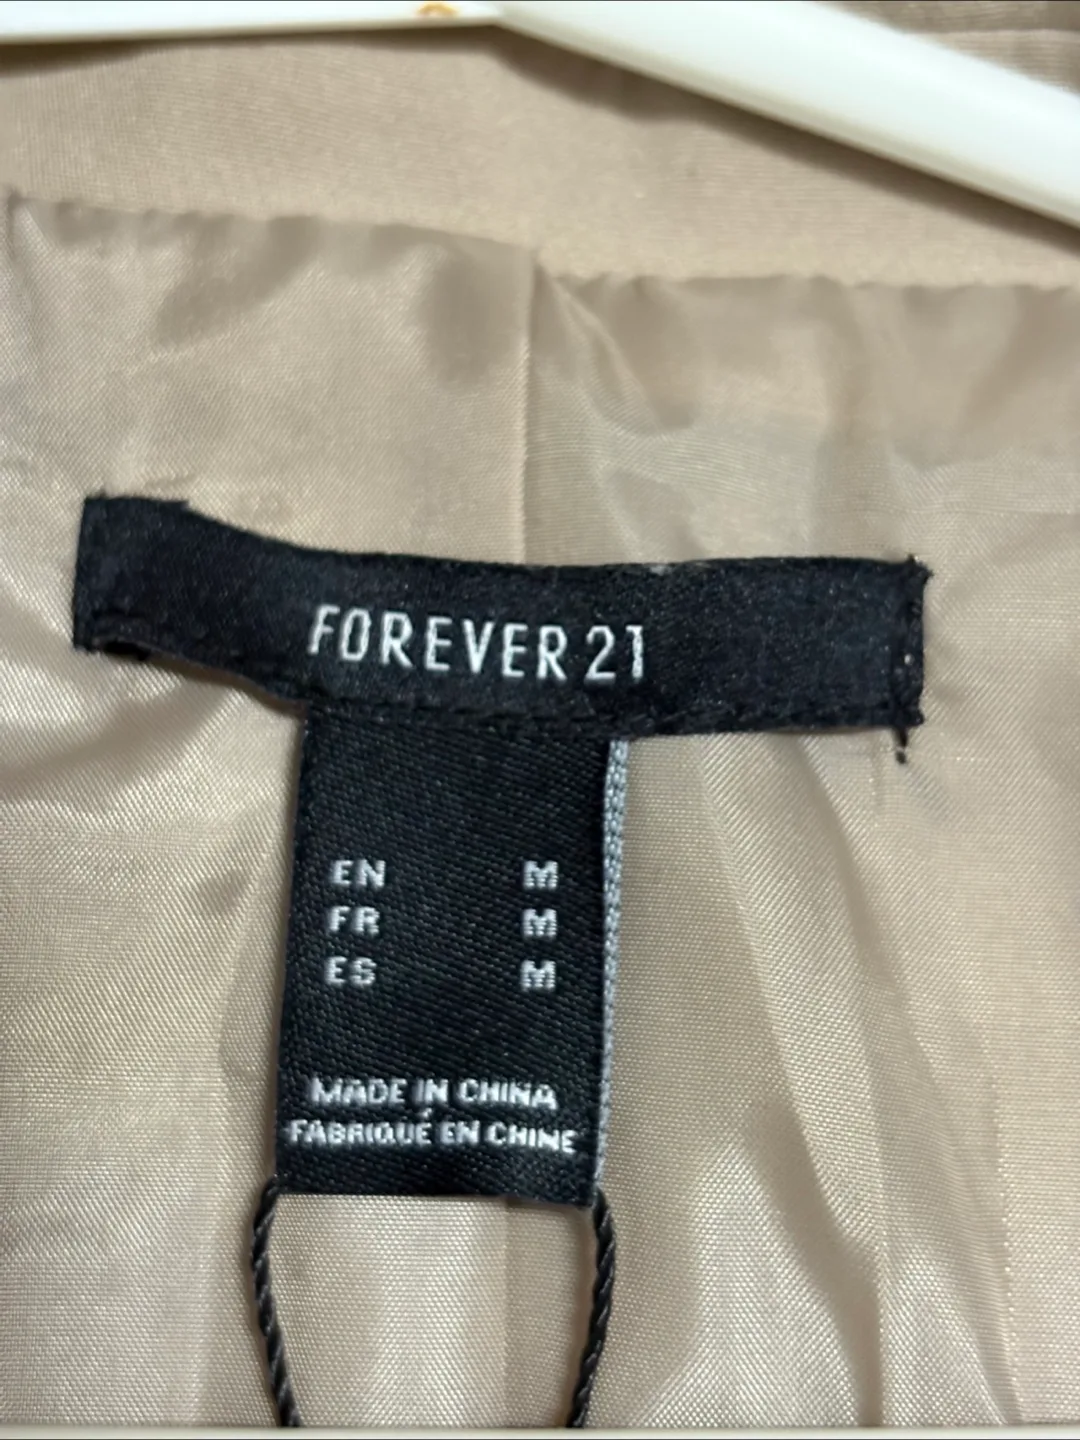 FOREVER 21
EN M
FR M
ES M
MADE IN CHINA
FABRIQUÉ EN CHINE